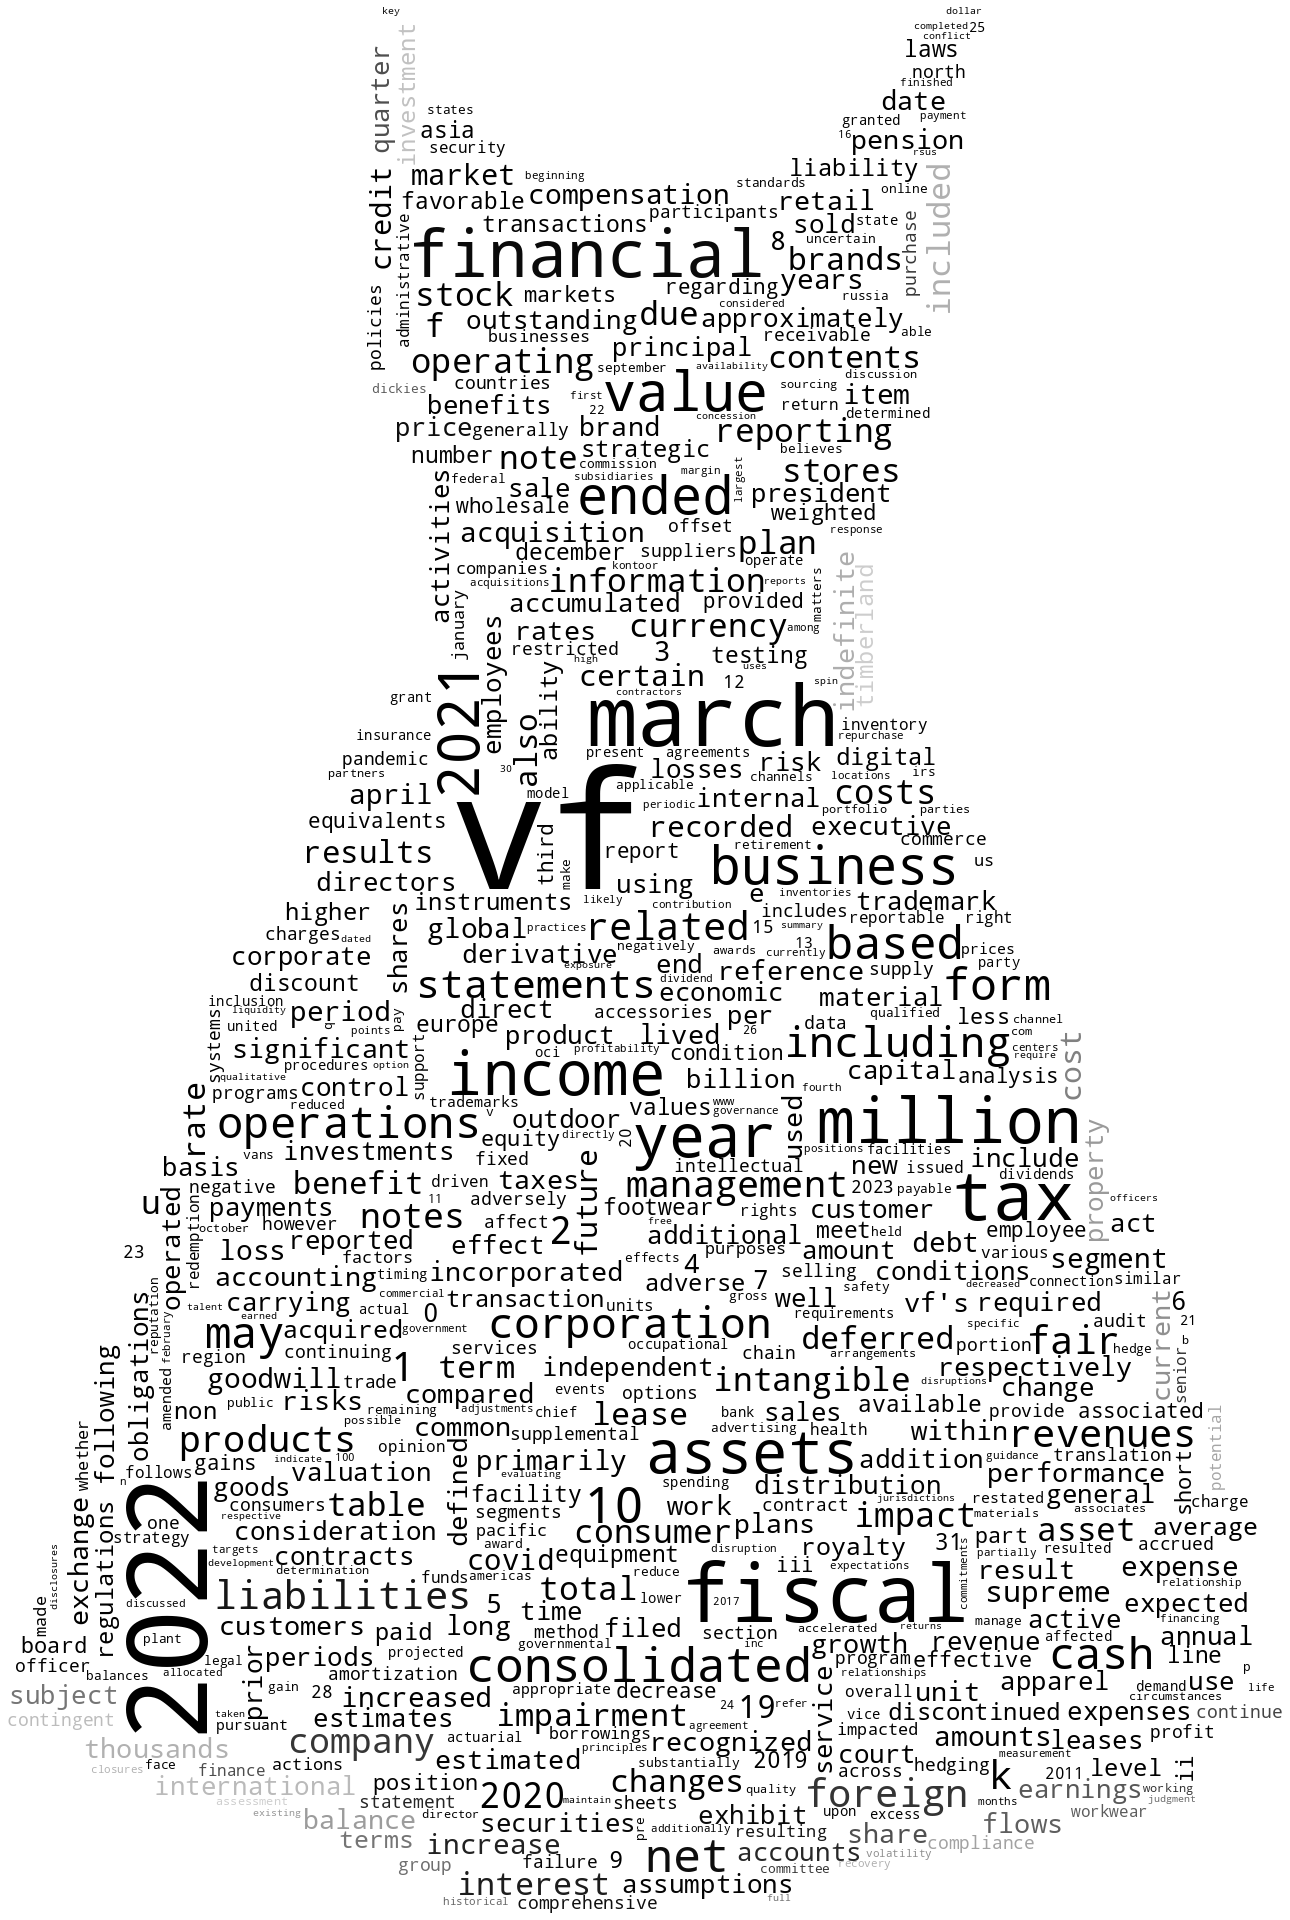 key dollar
completed 25
conflict
laws
quarter investment north
finished
date
states granted payment
asia 16 pension
security rsus
liability
market beginning standards included
credit favorable compensation retail online
transactions participants sold state
administrative financial 8 uncertain purchase
brands
regarding years
policies stock markets considered russia
f outstanding due approximately
businesses receivable able
operating principal contents
september availability discussion
dickies countries value sourcing item
benefits first 22 return determined
concession
price generally brand reporting
number note strategic believes
commission margin stores
activities federal subsidiaries largest
sale ended president
wholesale weighted
acquisition offset response
december suppliers plan
companies kontoor operate indefinite timberland
acquisitions information reports matters
january accumulated provided
employees rates currency among
restricted 3 testing
high uses
certain 12 spin
grant 2021 contractors
also ability march inventory
insurance repurchase
pandemic present agreements digital
partners 30 losses risk channels locations irs
april model applicable costs
vf periodic internal portfolio parties
equivalents third recorded executive
results report retirement commerce
make business us
directors using
instruments likely contribution e inventories trademark
higher shares includes reportable right
charges dated global practices related 15 summary
13 based
corporate derivative negatively awards currently prices
exposure end party
discount statements dividend reference supply
economic form
inclusion period direct accessories material
systems liquidity q pay per qualified less channel
united points europe product lived 26 data com
significant oci profitability condition including centers
procedures option support income require cost
qualitative billion capital analysis
programs control fourth
rate reduced trademarks values www
operations v outdoor governance used million
equity directly 20 year
vans investments fixed positions facilities property
basis intellectual new issued include
negative benefit driven taxes future management dividends
u operated redemption payments 11 adversely 2023 payable tax officers
notes footwear rights customer
october however affect 2 free meet held employee act
23 loss reported effect additional amount debt
factors effects purposes various segment
accounting timing incorporated 4 selling conditions
reputation adverse 7 safety decreased connection similar
talent carrying commercial transaction units gross well vf's required current 6
obligations february earned actual 0 requirements
may acquired government corporation specific audit 21
continuing services occupational deferred portion fair b
region chain arrangements hedge
following amended goodwill trade 1 term independent respectively senior
disruptions
risks compared intangible change
public remaining events options available
non possible adjustments chief lease bank sales provide associated
products common supplemental advertising health within revenues potential
whether gains indicate opinion 100 primarily assets addition guidance translation
n follows valuation defined evaluating distribution performance short
goods facility spending jurisdictions
exchange regulations 2022 consumers table segments 10 work contract impact restated general charge
one respective materials associates
strategy consideration pacific consumer plans part asset average
targets award disruption 31 partially resulted accrued
disclosures development contracts covid equipment royalty result
determination funds americas reduce iii expectations expense
made discussed liabilities 5 total lower fiscal commitments supreme relationship
2017 expected
customers paid long time accelerated returns manage active financing
board plant method filed section growth revenue affected annual
governmental inc
officer legal prior periods projected consolidated program effective cash line p
balances allocated amortization service relationships
subject gain 28 appropriate decrease overall apparel demand use life
increased unit circumstances
contingent taken estimates impairment 24 19 refer vice discontinued expenses continue
pursuant agreement
actuarial borrowings recognized impacted amounts leases profit
thousands company principles
closures face finance actions estimated substantially 2019 court measurement
across hedging level ii
international position changes 2011
2020 quality foreign k earnings working
assessment statement maintain sheets months judgment
existing balance director securities exhibit upon excess workwear
additionally resulting flows
terms increase pre share compliance
group failure 9 net accounts volatility
committee recovery
interest assumptions
historical comprehensive full